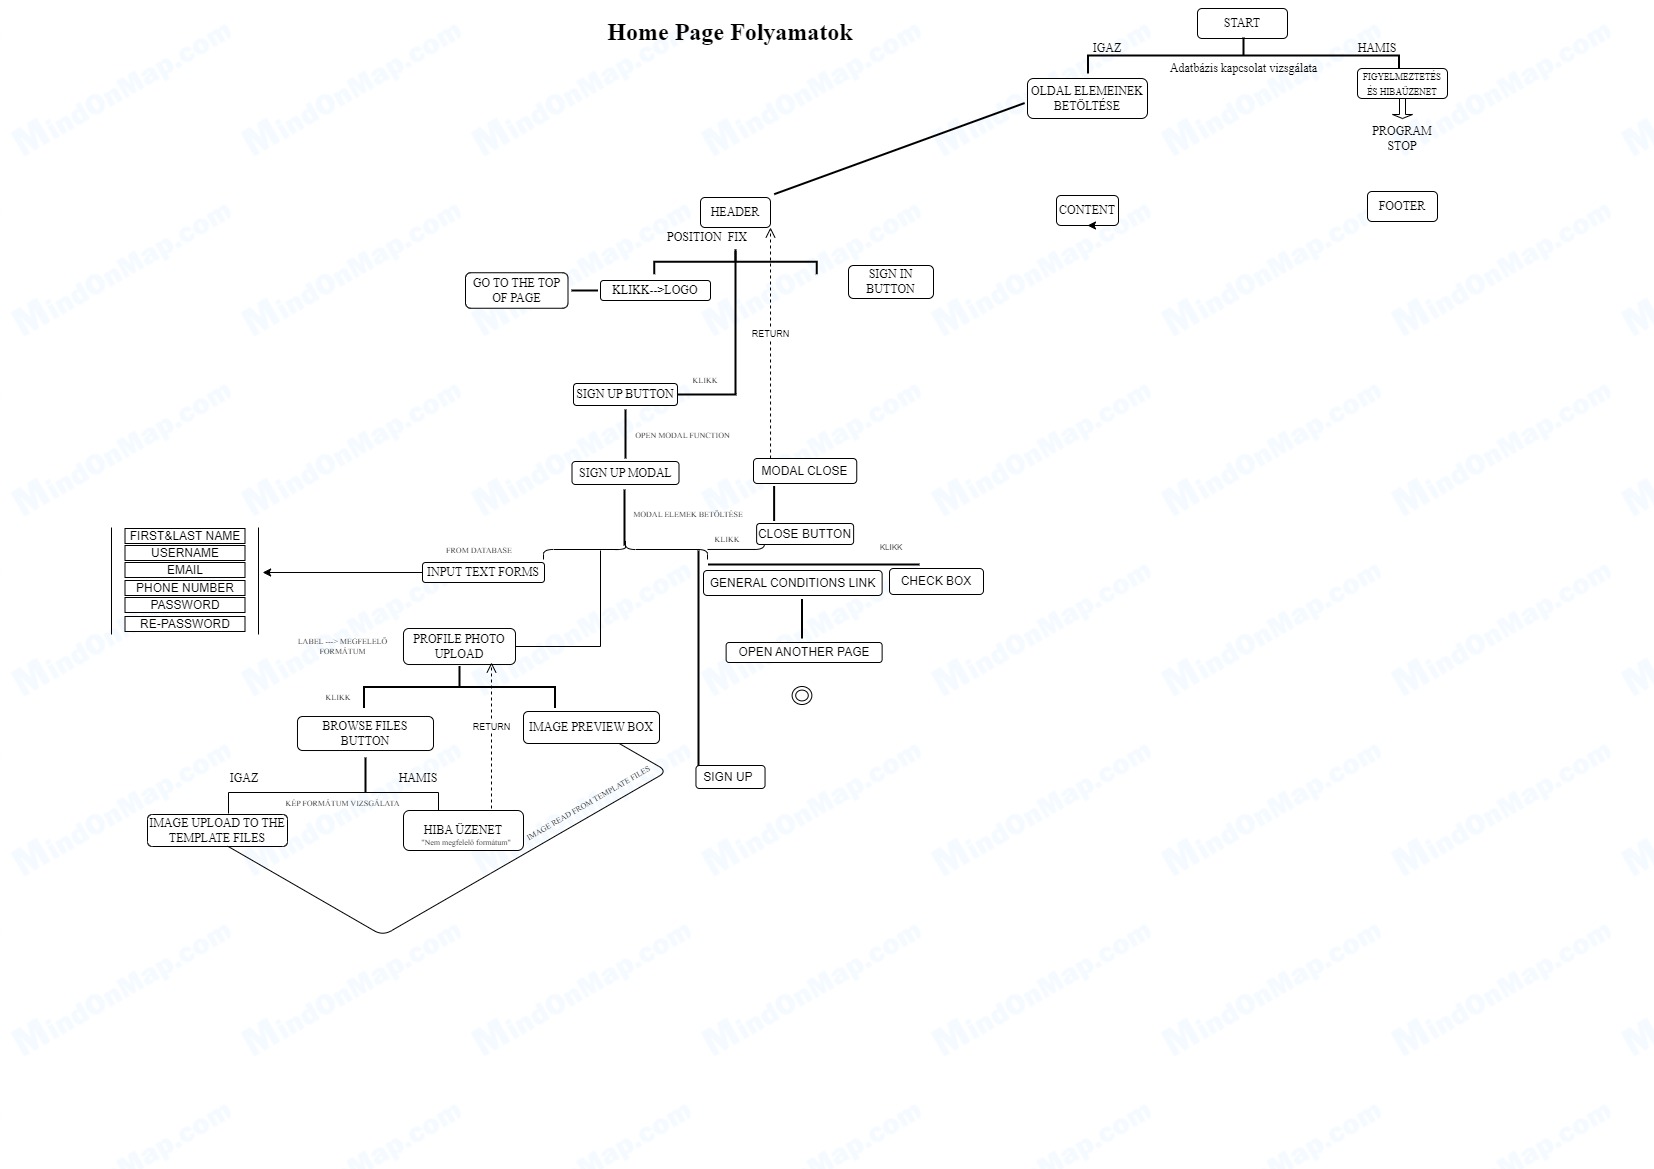 Home Page Folyamatok
START
IGAZ
HAMIS
Adatbázis kapcsolat vizsgálata
OLDAL ELEMEINEK
BETÖLTÉSE
FIGYELMEZTETÉS
ÉS HIBAÜZENET
PROGRAM
STOP
HEADER
POSITION FIX
CONTENT
FOOTER
GO TO THE TOP
OF PAGE
KLIKK-->LOGO
SIGN IN
BUTTON
RETURN
KLIKK
SIGN UP BUTTON
OPEN MODAL FUNCTION
SIGN UP MODAL
MODAL CLOSE
MODAL ELEMEK BETÖLTÉSE
CLOSE BUTTON
KLIKK
KLIKK
FROM DATABASE
INPUT TEXT FORMS
FIRST&LAST NAME
USERNAME
EMAIL
PHONE NUMBER
PASSWORD
RE-PASSWORD
GENERAL CONDITIONS LINK
CHECK BOX
OPEN ANOTHER PAGE
LABEL ---> MEGFELELŐ
FORMÁTUM
PROFILE PHOTO
UPLOAD
KLIKK
BROWSE FILES
BUTTON
RETURN
IMAGE PREVIEW BOX
SIGN UP
IGAZ
HAMIS
KÉP FORMÁTUM VIZSGÁLATA
IMAGE UPLOAD TO THE
TEMPLATE FILES
HIBA ÜZENET
"Nem megfelelő formátum"
IMAGE READ FROM TEMPLATE FILES
MindOnMap.com